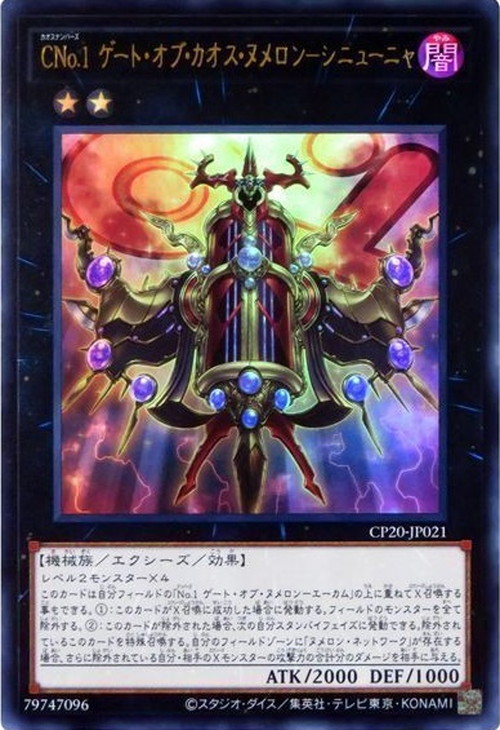 カオスナンバーズ
CNo.1 ゲート・オブ・カオス・ヌメロン－シニューニャ
やみ
闇
CP20-JP021
【機械族／エクシーズ／効果】
レベル２モンスター×４
このカードは自分フィールドの「No.1 ゲート・オブ・ヌメロン－エーカム」の上に重ねてＸ召喚する
事もできる。①：このカードがＸ召喚に成功した場合に発動する。フィールドのモンスターを全て
除外する。②：このカードが除外された場合、次の自分スタンバイフェイズに発動できる。除外され
ているこのカードを特殊召喚する。自分のフィールドゾーンに「ヌメロン・ネットワーク」が存在する
場合、さらに除外されている自分・相手のＸモンスターの攻撃力の合計分のダメージを相手に与える。
ATK/2000 DEF/1000
79747096
©スタジオ・ダイス／集英社・テレビ東京・KONAMI